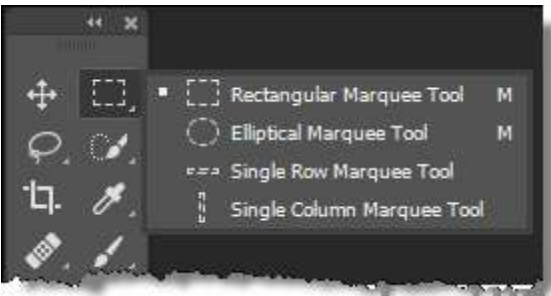 Rectangular Marquee Tool M
Elliptical Marquee Tool M
Single Row Marquee Tool
Single Column Marquee Tool